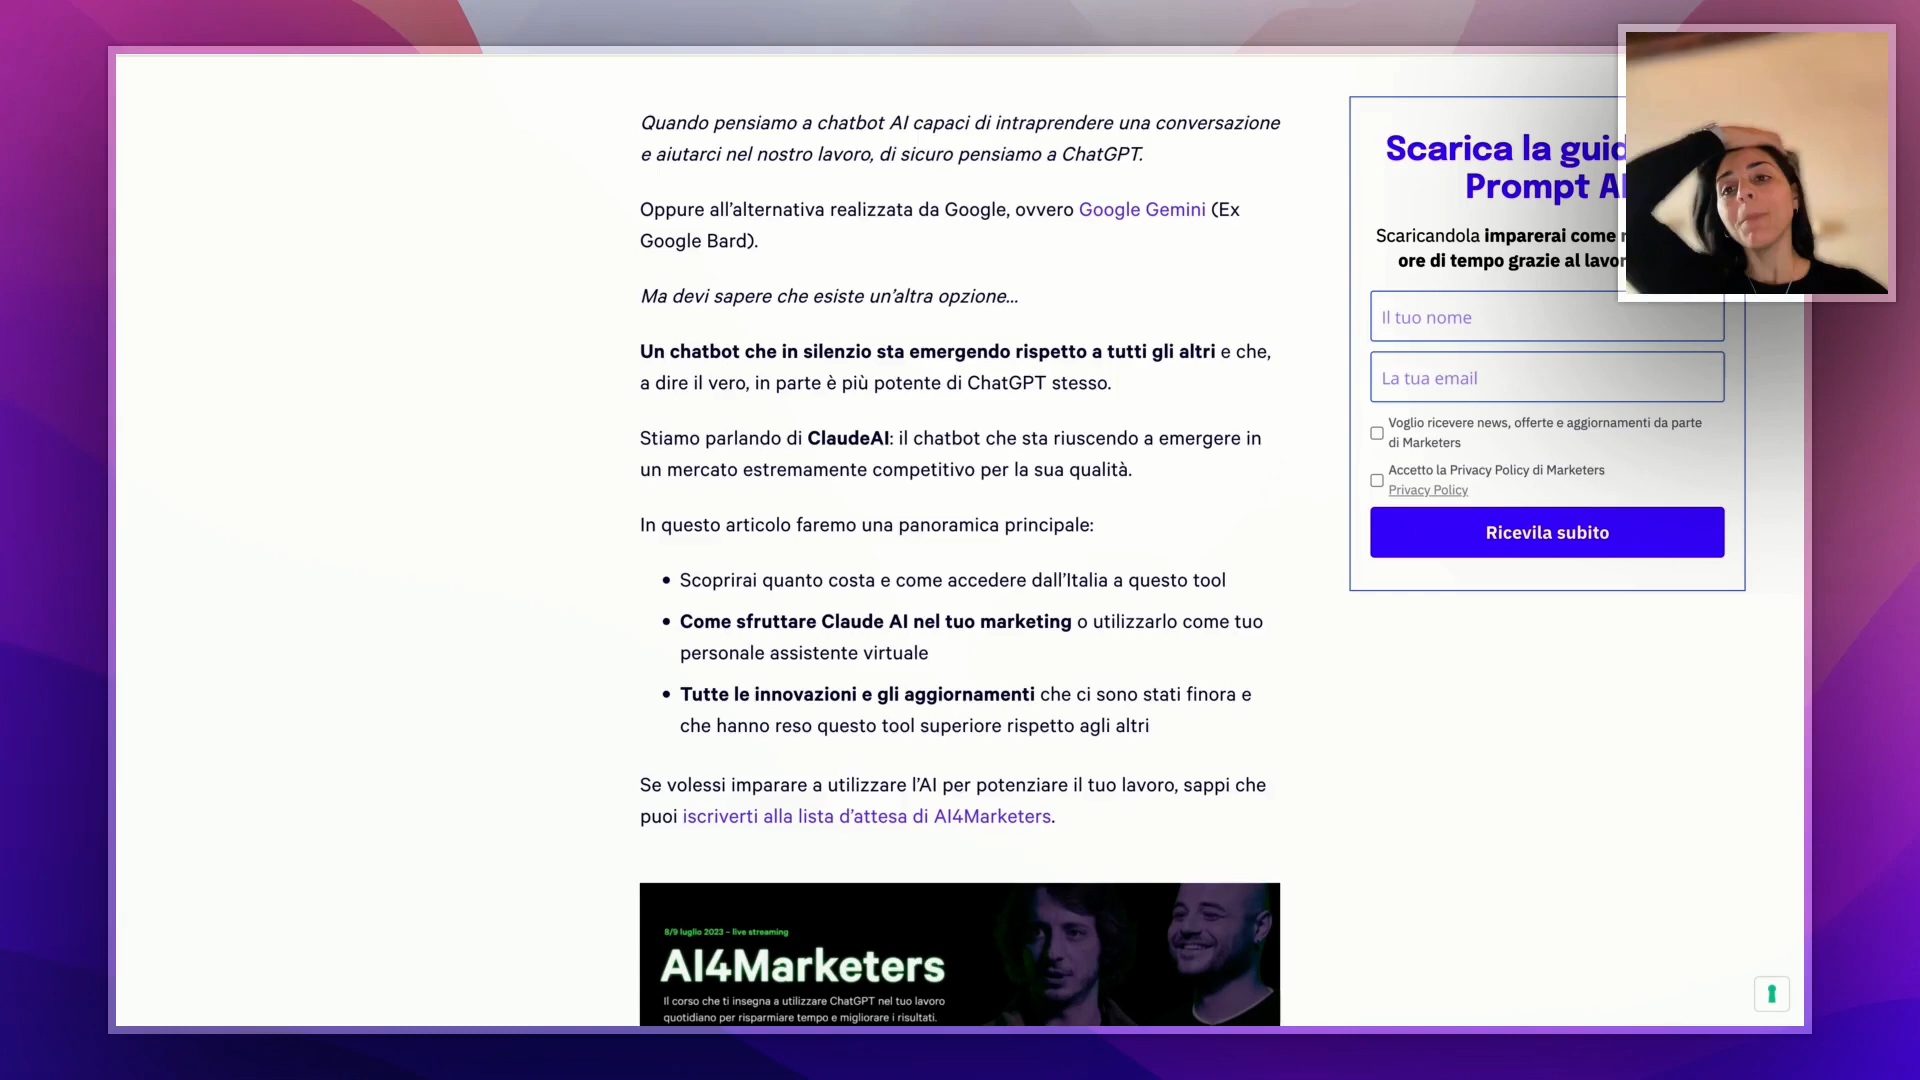 Quando pensiamo a chatbot AI capaci di intraprendere una conversazione
e aiutarci nel nostro lavoro, di sicuro pensiamo a ChatGPT.
Oppure all’alternativa realizzata da Google, ovvero Google Gemini (Ex
Google Bard).
Ma devi sapere che esiste un’altra opzione…
Un chatbot che in silenzio sta emergendo rispetto a tutti gli altri e che,
a dire il vero, in parte è più potente di ChatGPT stesso.
Stiamo parlando di ClaudeAI: il chatbot che sta riuscendo a emergere in
un mercato estremamente competitivo per la sua qualità.
In questo articolo faremo una panoramica principale:
• Scoprirai quanto costa e come accedere dall’Italia a questo tool
• Come sfruttare Claude AI nel tuo marketing o utilizzarlo come tuo
personale assistente virtuale
• Tutte le innovazioni e gli aggiornamenti che ci sono stati finora e
che hanno reso questo tool superiore rispetto agli altri
Se volessi imparare a utilizzare l’AI per potenziare il tuo lavoro, sappi che
puoi iscriverti alla lista d’attesa di AI4Marketers.
8/9 luglio 2023 – live streaming
AI4Marketers
Il corso che ti insegna a utilizzare ChatGPT nel tuo lavoro
quotidiano per risparmiare tempo e migliorare i risultati.
Scarica la
Prompt
Scaricandola imparerai come
ore di tempo grazie al
Il tuo nome
La tua email
Voglio ricevere news, offerte e aggiornamenti da parte
di Marketers
Accetto la Privacy Policy di Marketers
Privacy Policy
Ricevila subito